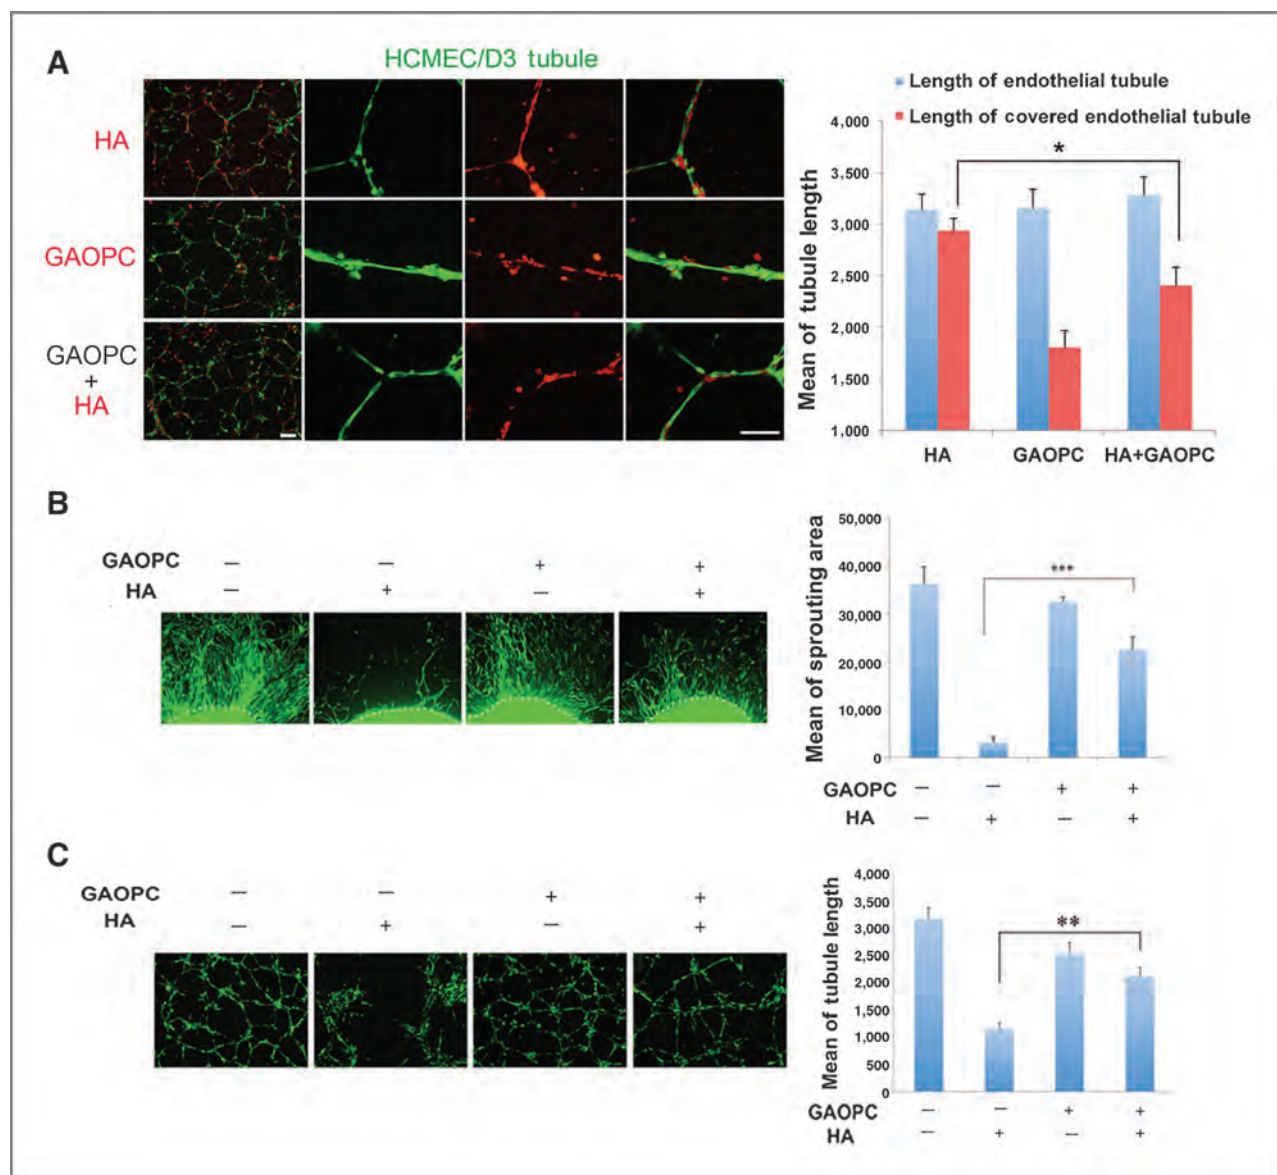 A
HCMEC/D3 tubule
HA
GAOPC
GAOPC
+
HA
Length of endothelial tubule
Length of covered endothelial tubule
Mean of tubule length
4,000
3,500
3,000
2,500
2,000
1,500
1,000
*
HA GAOPC HA+GAOPC
B
GAOPC — — + +
HA — + — +
Mean of sprouting area
50,000
40,000
30,000
20,000
10,000
0
***
GAOPC — — + +
HA — + — +
C
GAOPC — — + +
HA — + — +
Mean of tubule length
4,000
3,500
3,000
2,500
2,000
1,500
1,000
500
0
**
GAOPC — — + +
HA — + — +